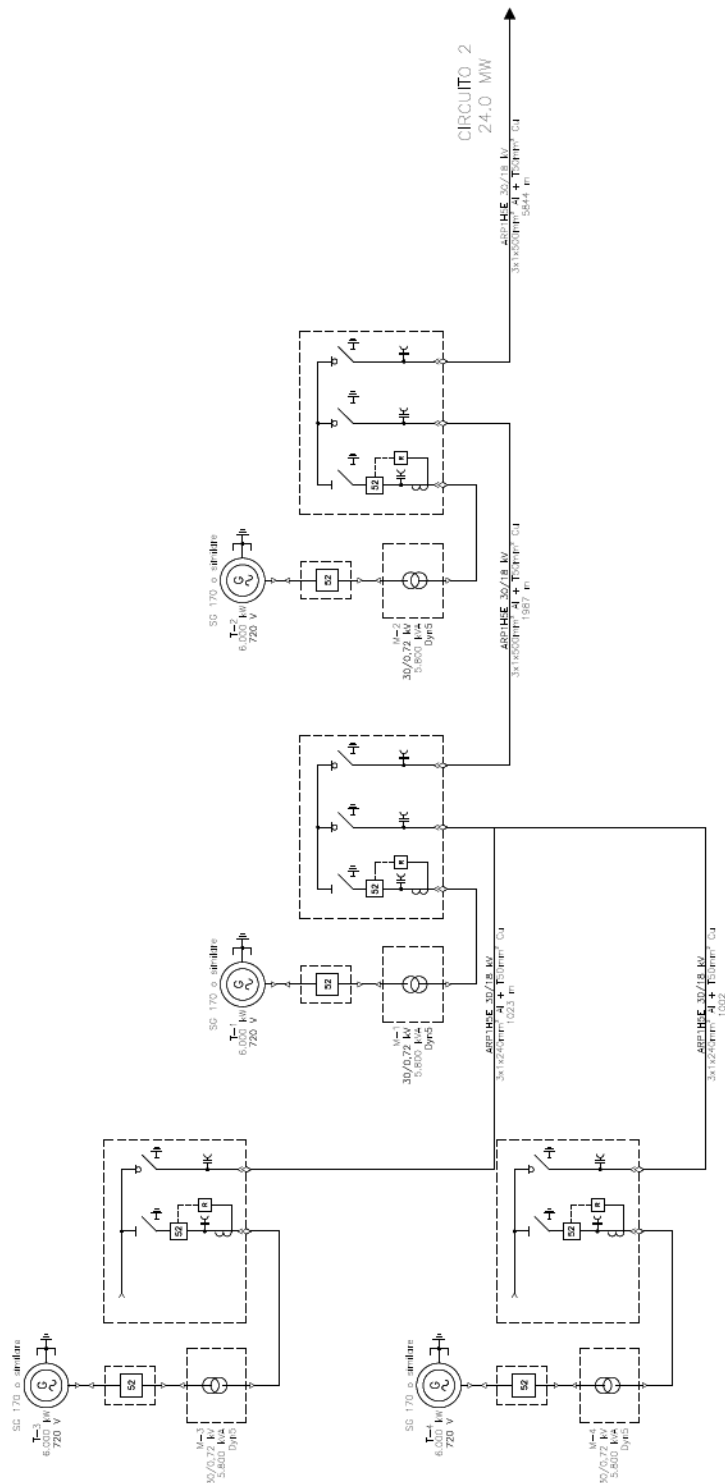 CIRCUITO 2
24.0 MW
ARP1H5E 30/18 kV
3x1x500mm² Al + T50mm² Cu
5844 m
SG 170 o similare
T-2
6.000 kW
720 V
G
52
M-2
30/0,72 kV
5.800 kVA
Dyn5
52
R
ARP1H5E 30/18 kV
3x1x500mm² Al + T50mm² Cu
1987 m
SG 170 o similare
T-1
6.000 kW
720 V
G
52
M-1
30/0,72 kV
5.800 kVA
Dyn5
52
R
ARP1H5E 30/18 kV
3x1x240mm² Al + T50mm² Cu
1023 m
ARP1H5E 30/18 kV
3x1x240mm² Al + T50mm² Cu
1002
SG 170 o similare
T-3
6.000 kW
720 V
G
52
M-3
30/0,72 kV
5.800 kVA
Dyn5
52
R
SG 170 o similare
T-4
6.000 kW
720 V
G
52
M-4
30/0,72 kV
5.800 kVA
Dyn5
52
R